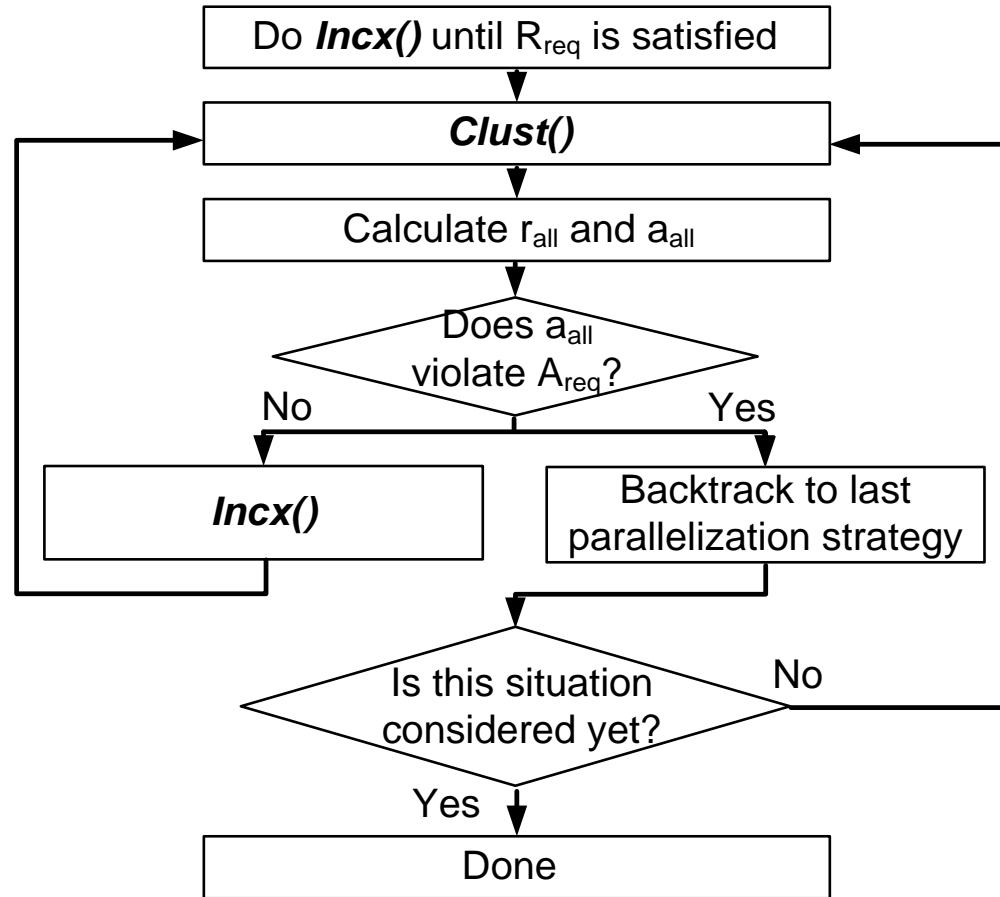 Do Incx() until Rreq is satisfied
Clust()
Calculate rall and aall
Does aall
violate Areq?
No
Yes
Incx()
Backtrack to last
parallelization strategy
Is this situation
considered yet?
No
Yes
Done